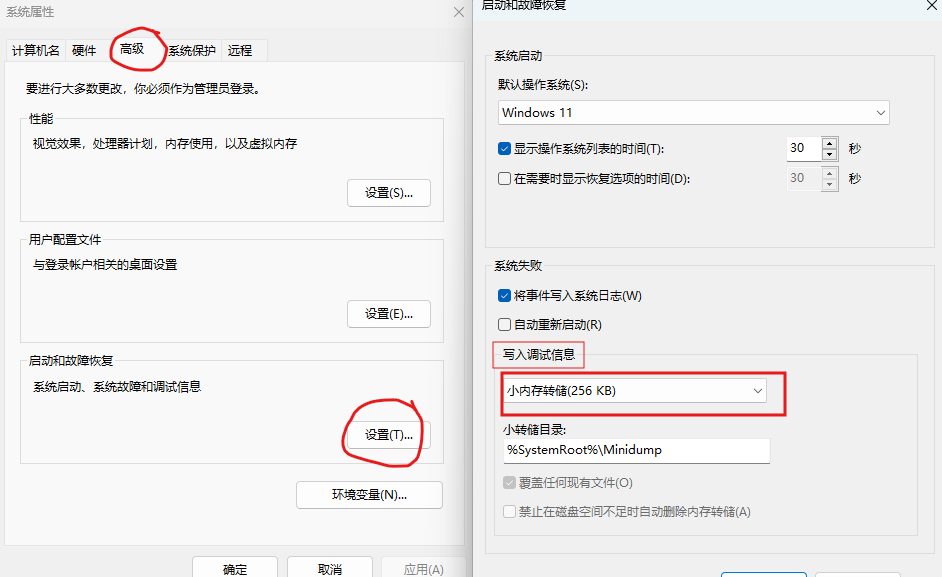 系统属性
计算机名 硬件 高级 系统保护 远程
要进行大多数更改，你必须作为管理员登录。
性能
视觉效果，处理器计划，内存使用，以及虚拟内存
设置(S)...
用户配置文件
与登录帐户相关的桌面设置
设置(E)...
启动和故障恢复
系统启动、系统故障和调试信息
设置(T)...
环境变量(N)...
确定 取消 应用(A)
启动和故障恢复
系统启动
默认操作系统(S):
Windows 11
显示操作系统列表的时间(T): 30 秒
在需要时显示恢复选项的时间(D): 30 秒
系统失败
将事件写入系统日志(W)
自动重新启动(R)
写入调试信息
小内存转储(256 KB)
小转储目录:
%SystemRoot%\Minidump
覆盖任何现有文件(O)
禁止在磁盘空间不足时自动删除内存转储(A)